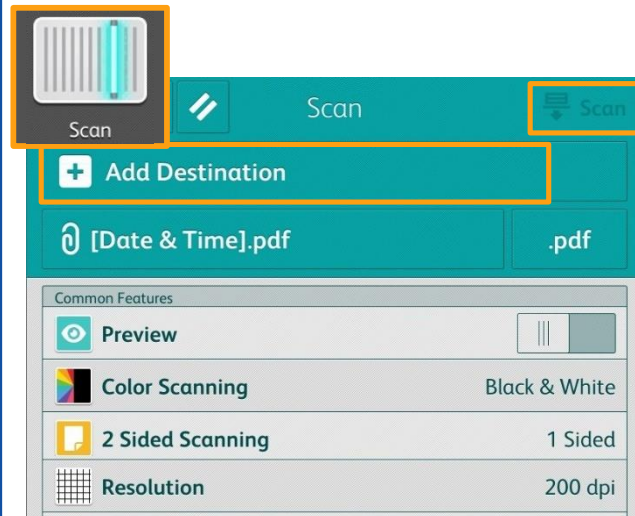 Scan
Scan
Scan
Add Destination
[Date & Time].pdf
.pdf
Common Features
Preview
Color Scanning
Black & White
2 Sided Scanning
1 Sided
Resolution
200 dpi